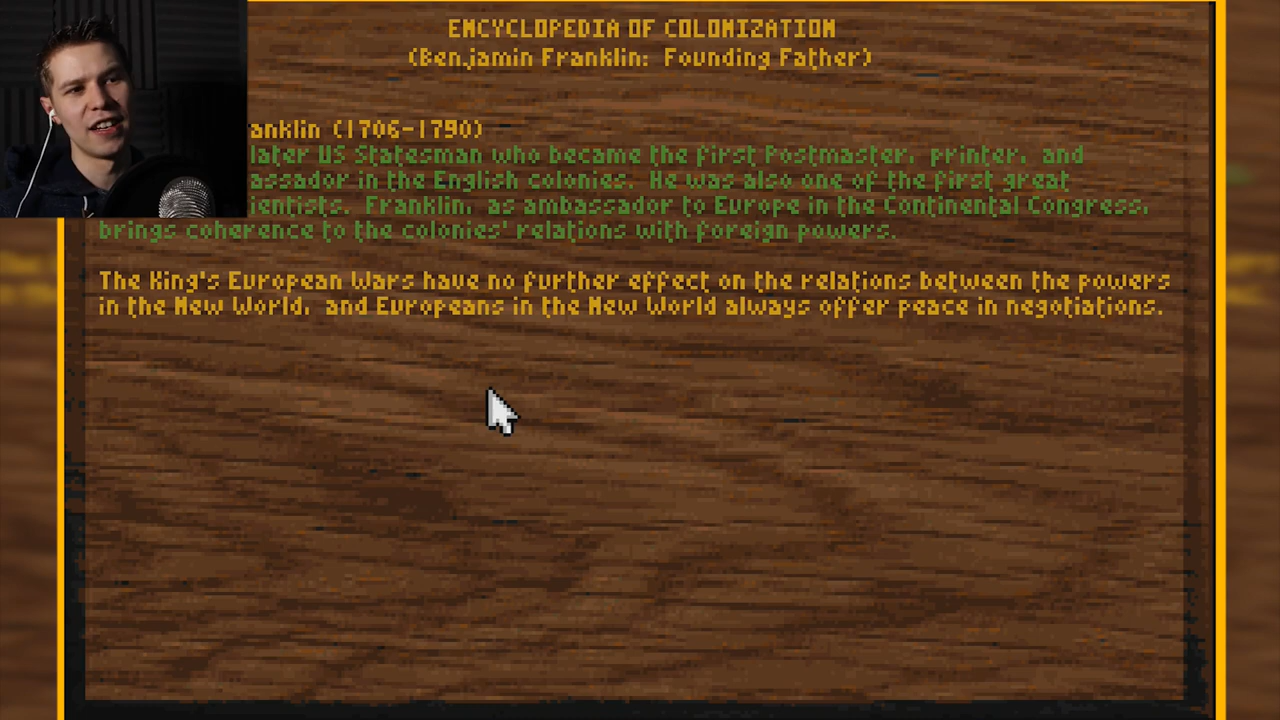 ENCYCLOPEDIA OF COLONIZATION
(Benjamin Franklin: Founding Father)
anklin (1706-1790)
later US Statesman who became the first Postmaster, printer, and
assador in the English colonies. He was also one of the first great
ientists. Franklin, as ambassador to Europe in the Continental Congress,
brings coherence to the colonies' relations with foreign powers.
The King's European Wars have no further effect on the relations between the powers
in the New World, and Europeans in the New World always offer peace in negotiations.